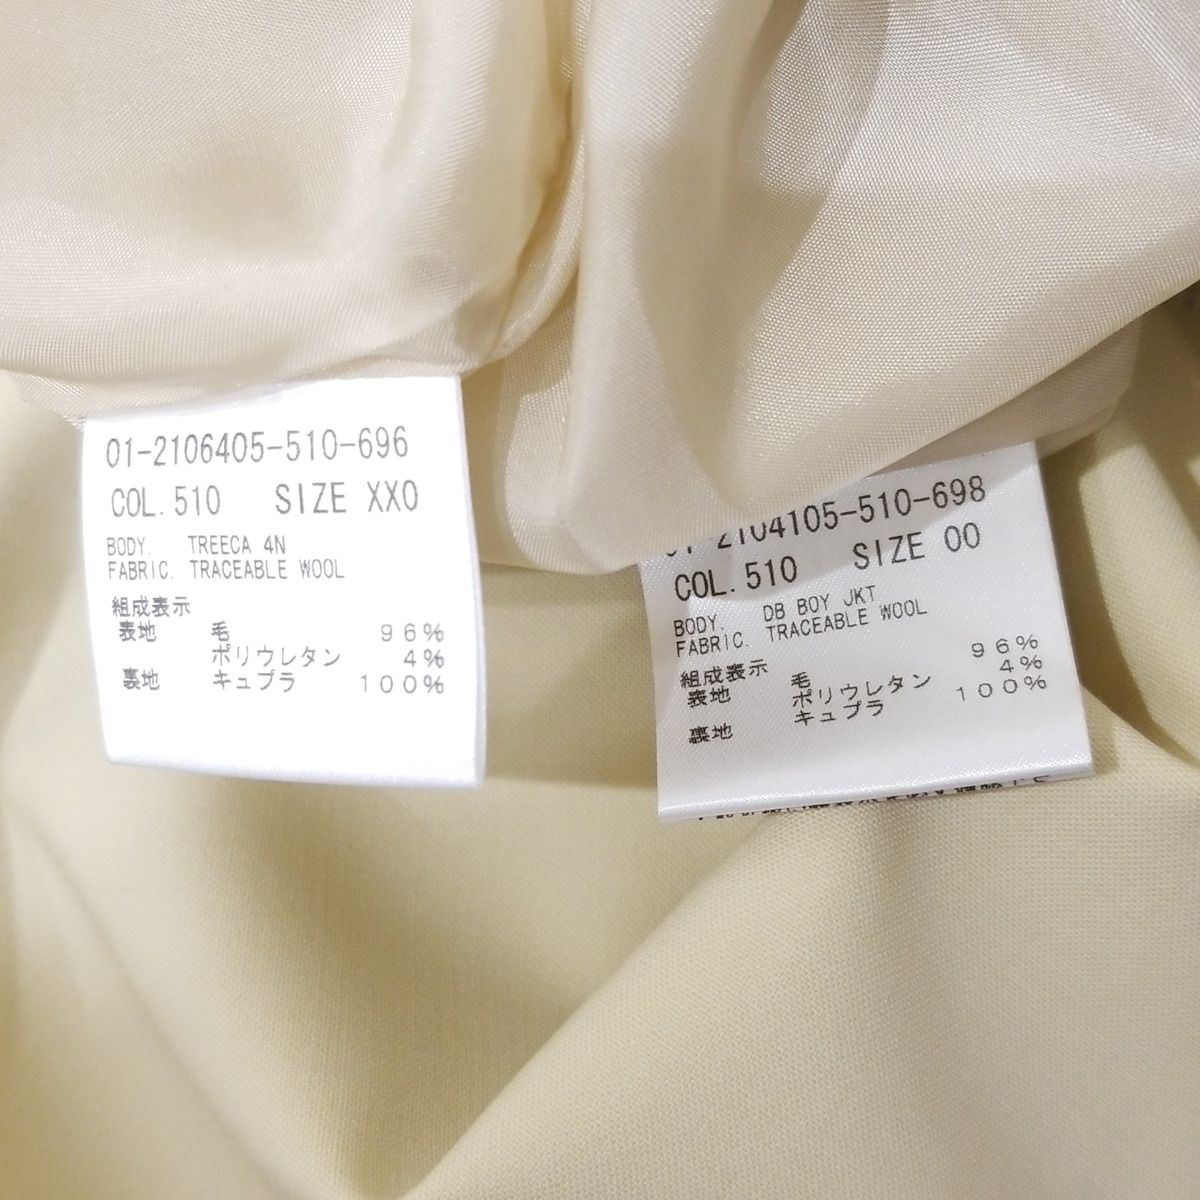 01-2106405-510-696
COL. 510 SIZE XX0
BODY. TREECA 4N
FABRIC. TRACEABLE WOOL
組成表示
表地 毛 96%
ポリウレタン 4%
裏地 キュプラ 100%
01-2104105-510-698
COL. 510 SIZE 00
BODY. DB BOY JKT
FABRIC. TRACEABLE WOOL
組成表示
表地 毛 96%
ポリウレタン 4%
裏地 キュプラ 100%